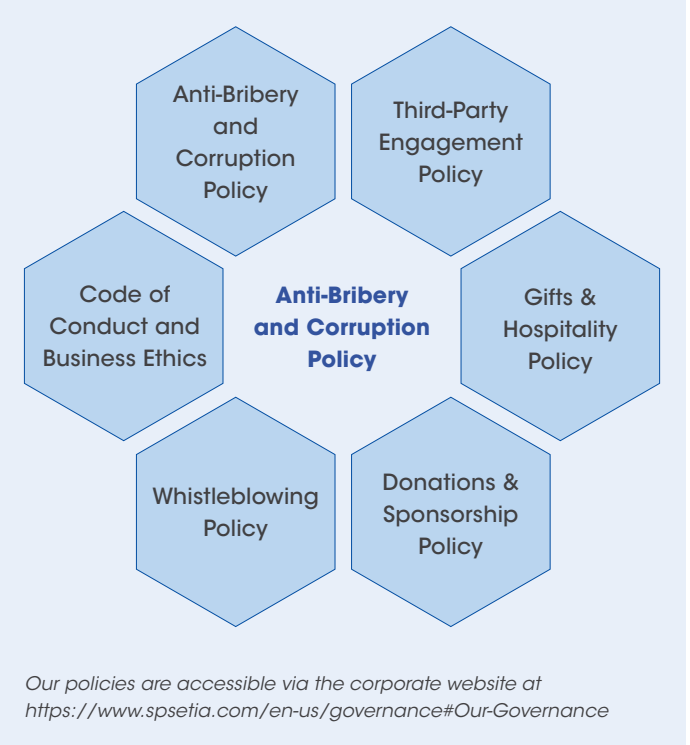 Anti-Bribery
and
Corruption
Policy
Third-Party
Engagement
Policy
Code of
Conduct and
Business Ethics
Anti-Bribery
and Corruption
Policy
Gifts &
Hospitality
Policy
Whistleblowing
Policy
Donations &
Sponsorship
Policy
Our policies are accessible via the corporate website at
https://www.spsetia.com/en-us/governance#Our-Governance